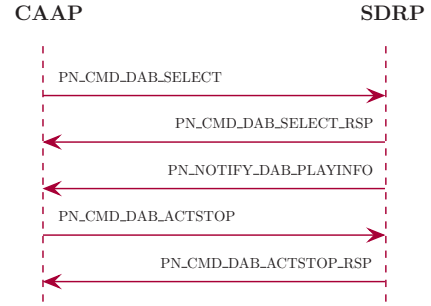 CAAP SDRP
PN_CMD_DAB_SELECT
PN_CMD_DAB_SELECT_RSP
PN_NOTIFY_DAB_PLAYINFO
PN_CMD_DAB_ACTSTOP
PN_CMD_DAB_ACTSTOP_RSP